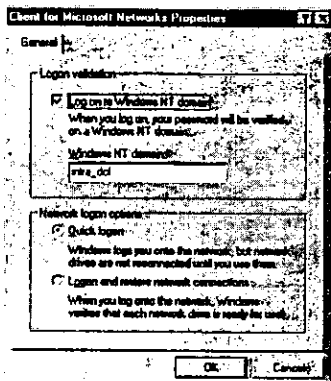 Client for Microsoft Networks Properties
General
Logon validation
Log on to Windows NT domain
When you log on, your password will be verified
on a Windows NT domain.
Windows NT domain:
Network logon options
Quick logon
Windows logs you onto the network, but network
drives are not reconnected until you use them.
Logon and restore network connections
When you log onto the network, Windows
verifies that each network drive is ready for use.
OK
Cancel